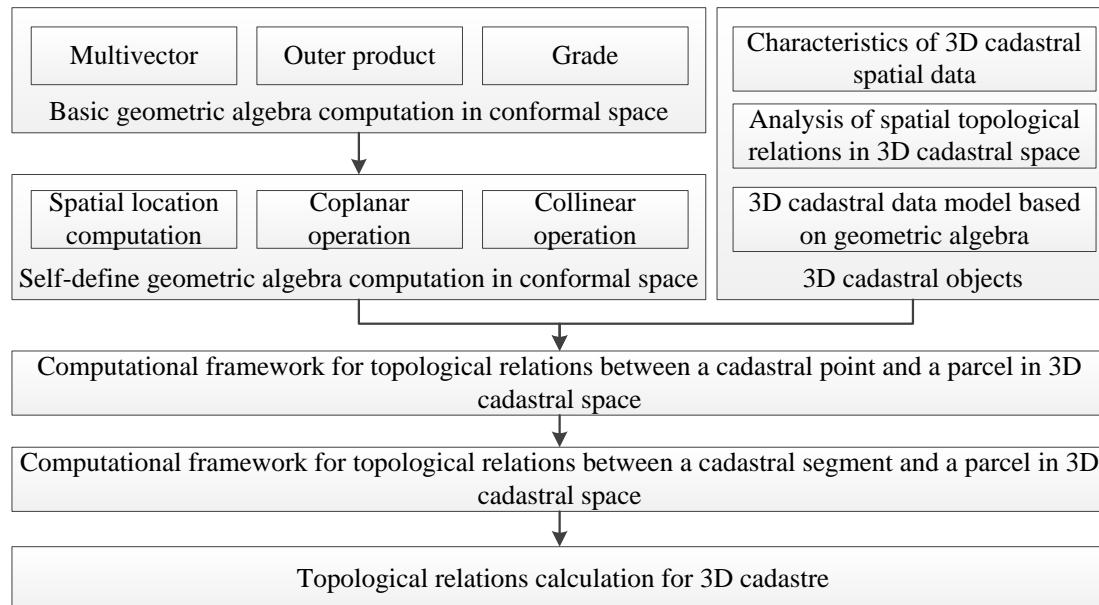 Multivector
Outer product
Grade
Basic geometric algebra computation in conformal space
Spatial location
computation
Coplanar
operation
Collinear
operation
Self-define geometric algebra computation in conformal space
Characteristics of 3D cadastral
spatial data
Analysis of spatial topological
relations in 3D cadastral space
3D cadastral data model based
on geometric algebra
3D cadastral objects
Computational framework for topological relations between a cadastral point and a parcel in 3D
cadastral space
Computational framework for topological relations between a cadastral segment and a parcel in 3D
cadastral space
Topological relations calculation for 3D cadastre